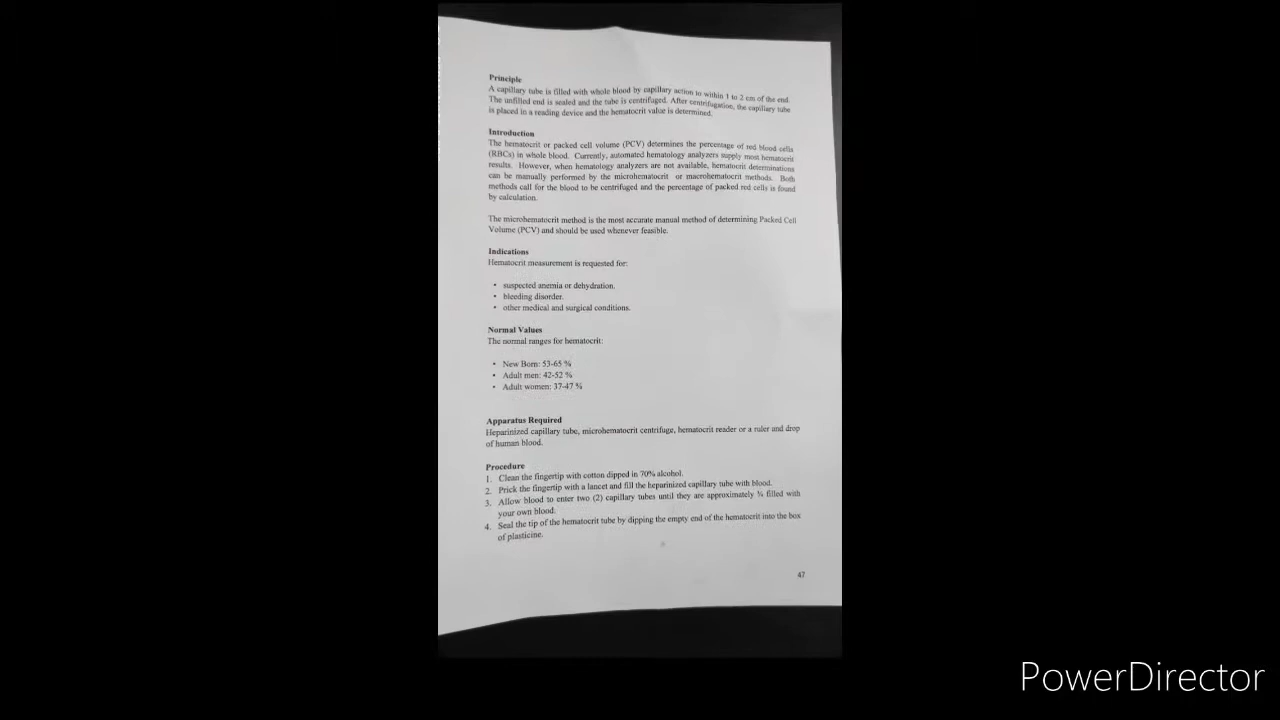 Principle
A capillary tube is filled with whole blood by capillary action to within 1 to 2 cm of the end.
The unfilled end is sealed and the tube is centrifuged. After centrifugation, the capillary tube
is placed in a reading device and the hematocrit value is determined.
Introduction
The hematocrit or packed cell volume (PCV) determines the percentage of red blood cells
(RBCs) in whole blood. Currently, automated hematology analyzers supply most hematocrit
results. However, when hematology analyzers are not available, hematocrit determinations
can be manually performed by the microhematocrit or macrohematocrit methods. Both
methods call for the blood to be centrifuged and the percentage of packed red cells is found
by calculation.
The microhematocrit method is the most accurate manual method of determining Packed Cell
Volume (PCV) and should be used whenever feasible.
Indications
Hematocrit measurement is requested for:
• suspected anemia or dehydration.
• bleeding disorder.
• other medical and surgical conditions.
Normal Values
The normal ranges for hematocrit:
• New Born: 53-65 %
• Adult men: 42-52 %
• Adult women: 37-47 %
Apparatus Required
Heparinized capillary tube, microhematocrit centrifuge, hematocrit reader or a ruler and drop
of human blood.
Procedure
1. Clean the fingertip with cotton dipped in 70% alcohol.
2. Prick the fingertip with a lancet and fill the heparinized capillary tube with blood.
3. Allow blood to enter two (2) capillary tubes until they are approximately ¾ filled with
your own blood.
4. Seal the tip of the hematocrit tube by dipping the empty end of the hematocrit into the box
of plasticine.
47
PowerDirector